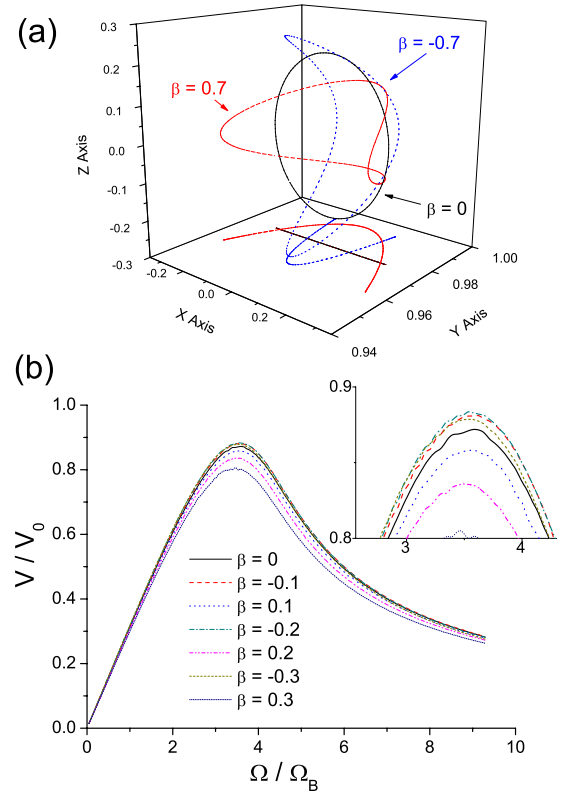 (a)
0.3
0.2
0.1
0.0
-0.1
-0.2
-0.3
Z Axis
β = -0.7
β = 0.7
β = 0
-0.2
0.0
0.2
X Axis
0.94
0.96
0.98
1.00
Y Axis
(b)
1.0
0.8
0.6
0.4
0.2
0.0
V / V₀
0.9
0.8
3
4
β = 0
β = -0.1
β = 0.1
β = -0.2
β = 0.2
β = -0.3
β = 0.3
0
2
4
6
8
10
Ω / Ω_B